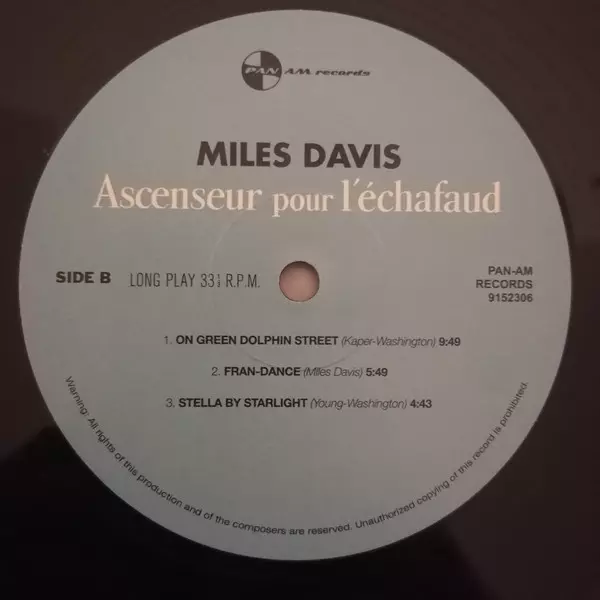 PAN AM records
MILES DAVIS
Ascenseur pour l'échafaud
SIDE B LONG PLAY 33⅓ R.P.M.
PAN-AM
RECORDS
9152306
1. ON GREEN DOLPHIN STREET (Kaper-Washington) 9:49
2. FRAN-DANCE (Miles Davis) 5:49
3. STELLA BY STARLIGHT (Young-Washington) 4:43
Warning: All rights of this production and of the composers are reserved. Unauthorized copying of this record is prohibited.